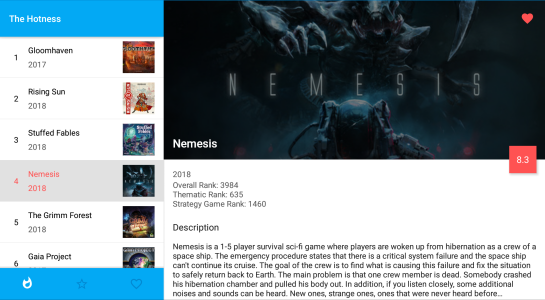 The Hotness
1
Gloomhaven
2017
2
Rising Sun
2018
3
Stuffed Fables
2018
4
Nemesis
2018
5
The Grimm Forest
2018
6
Gaia Project
NEMESIS
Nemesis
8.3
2018
Overall Rank: 3984
Thematic Rank: 635
Strategy Game Rank: 1460
Description
Nemesis is a 1-5 player survival sci-fi game where players are woken up from hibernation as a crew of a
space ship. The emergency procedure states that there is a critical system failure and the space ship
can't continue its cruise. The goal of the crew is to find what is causing this failure and fix the situation
to safely return back to Earth. The main problem is that one crew member is dead. Somebody crashed
his hibernation chamber and pulled his body out. In addition, if you listen closely, some additional
noises and sounds can be heard. New ones, strange ones, ones that were never heard before...